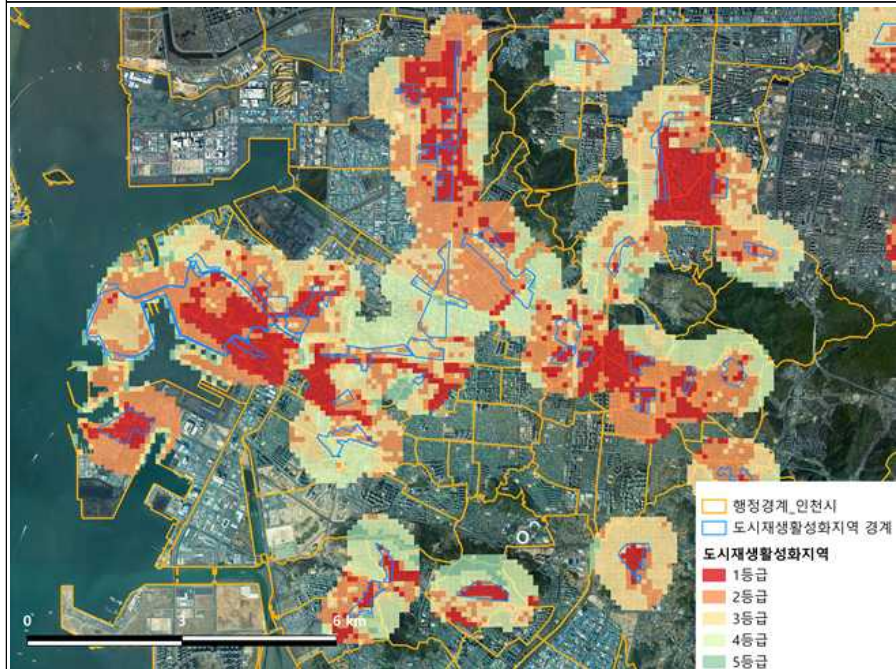 행정경계_인천시
도시재생활성화지역 경계
도시재생활성화지역
1등급
2등급
3등급
4등급
5등급
0 3 6 km